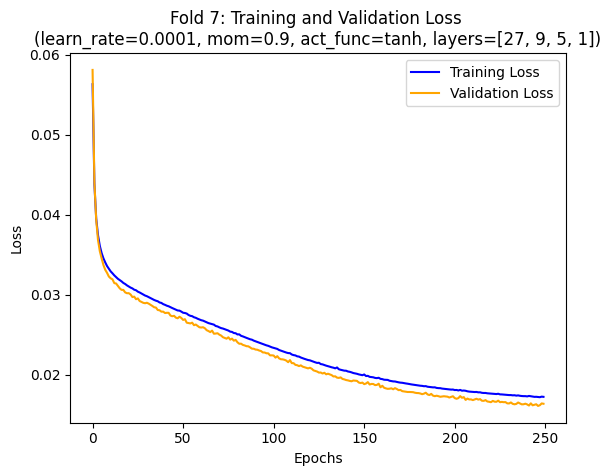 Fold 7: Training and Validation Loss
(learn_rate=0.0001, mom=0.9, act_func=tanh, layers=[27, 9, 5, 1])
Training Loss
Validation Loss
0.06
0.05
0.04
0.03
0.02
Loss
0
50
100
150
200
250
Epochs